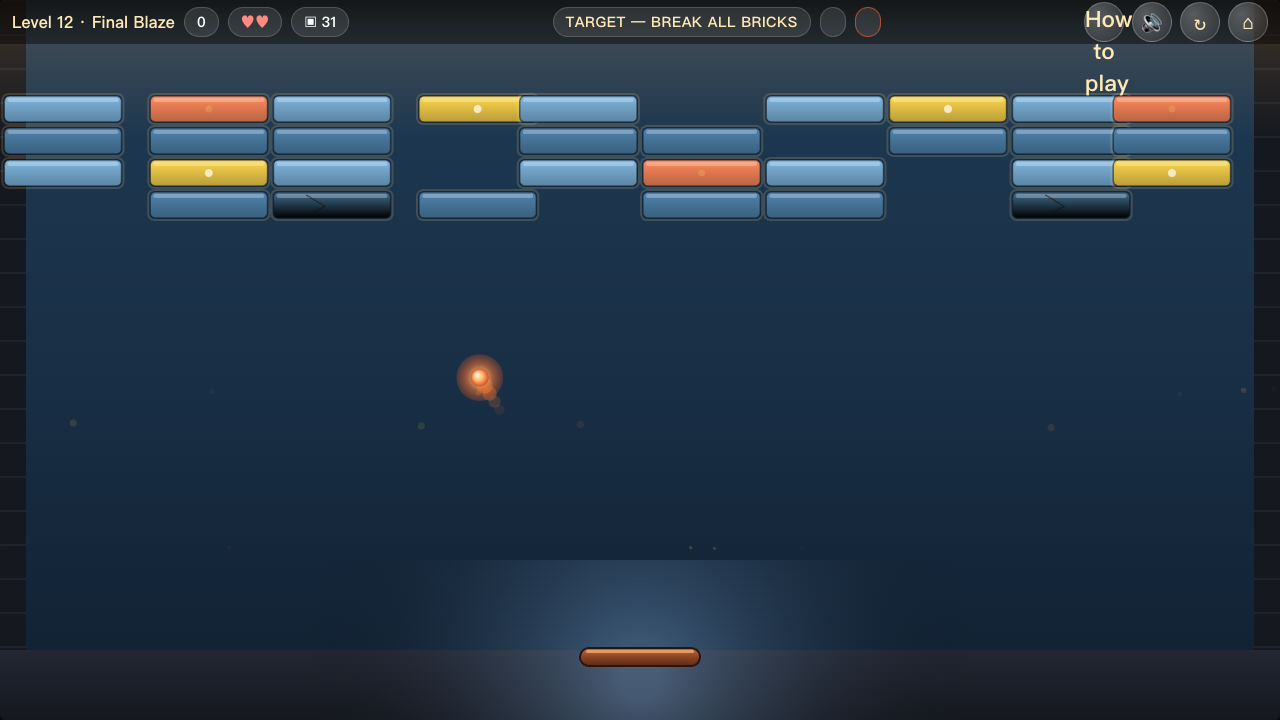 Level 12 · Final Blaze
0
♥♥
▣ 31
TARGET — BREAK ALL BRICKS
How
to
play